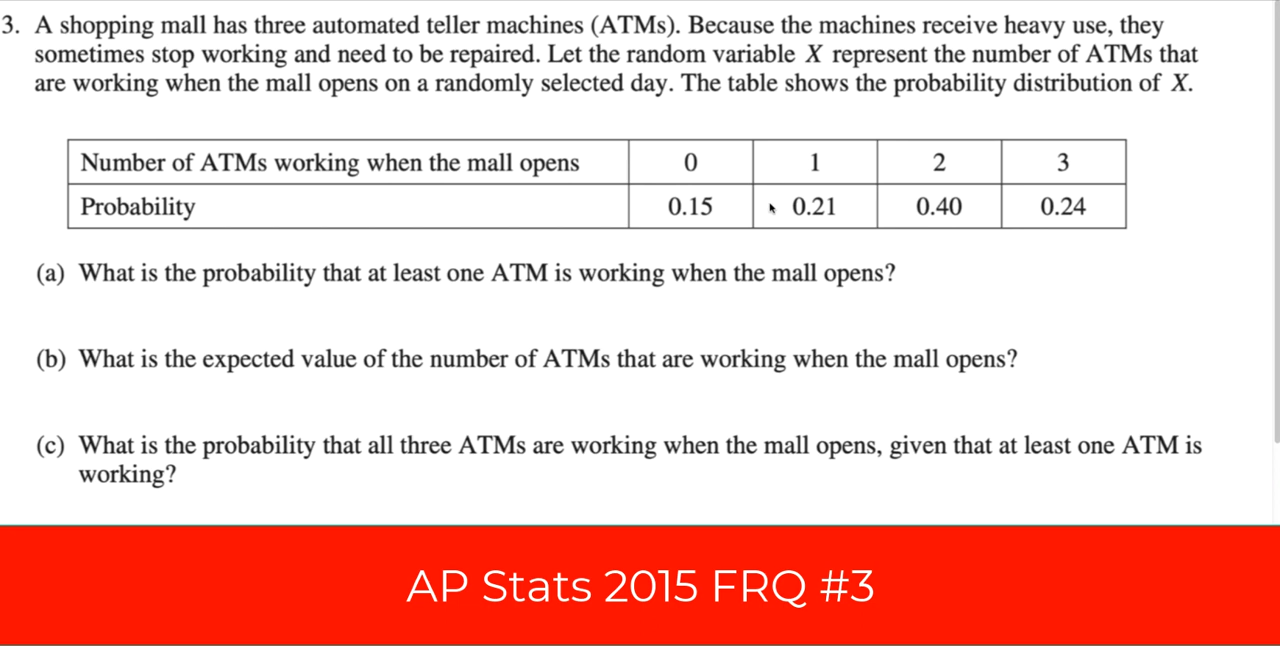 3. A shopping mall has three automated teller machines (ATMs). Because the machines receive heavy use, they
sometimes stop working and need to be repaired. Let the random variable X represent the number of ATMs that
are working when the mall opens on a randomly selected day. The table shows the probability distribution of X.
Number of ATMs working when the mall opens 0 1 2 3
Probability 0.15 0.21 0.40 0.24
(a) What is the probability that at least one ATM is working when the mall opens?
(b) What is the expected value of the number of ATMs that are working when the mall opens?
(c) What is the probability that all three ATMs are working when the mall opens, given that at least one ATM is
working?
AP Stats 2015 FRQ #3